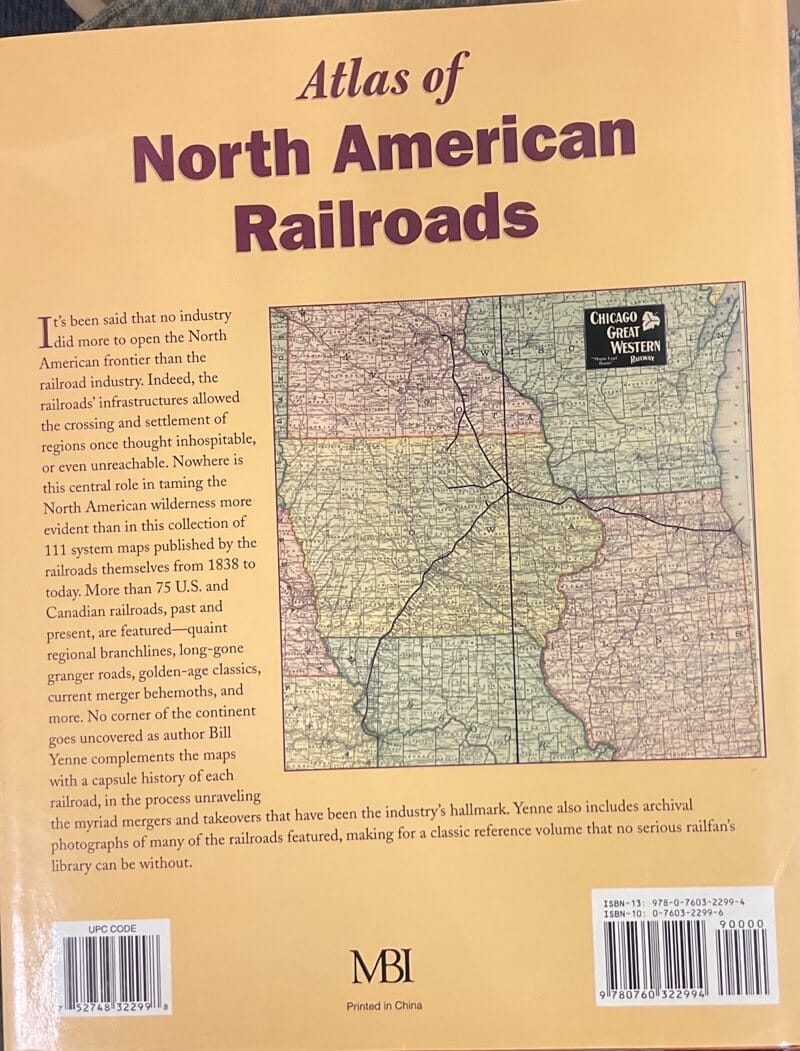 Atlas of
North American
Railroads
It's been said that no industry
did more to open the North
American frontier than the
railroad industry. Indeed, the
railroads' infrastructures allowed
the crossing and settlement of
regions once thought inhospitable,
or even unreachable. Nowhere is
this central role in taming the
North American wilderness more
evident than in this collection of
111 system maps published by the
railroads themselves from 1838 to
today. More than 75 U.S. and
Canadian railroads, past and
present, are featured—quaint
regional branchlines, long-gone
granger roads, golden-age classics,
current merger behemoths, and
more. No corner of the continent
goes uncovered as author Bill
Yenne complements the maps
with a capsule history of each
railroad, in the process unraveling
the myriad mergers and takeovers that have been the industry's hallmark. Yenne also includes archival
photographs of many of the railroads featured, making for a classic reference volume that no serious railfan's
library can be without.
CHICAGO
GREAT
WESTERN
"Maple Leaf
Route"
RAILWAY
UPC CODE
7 52748 32299 8
MBI
Printed in China
ISBN-13: 978-0-7603-2299-4
ISBN-10: 0-7603-2299-6
90000
9 780760 322994